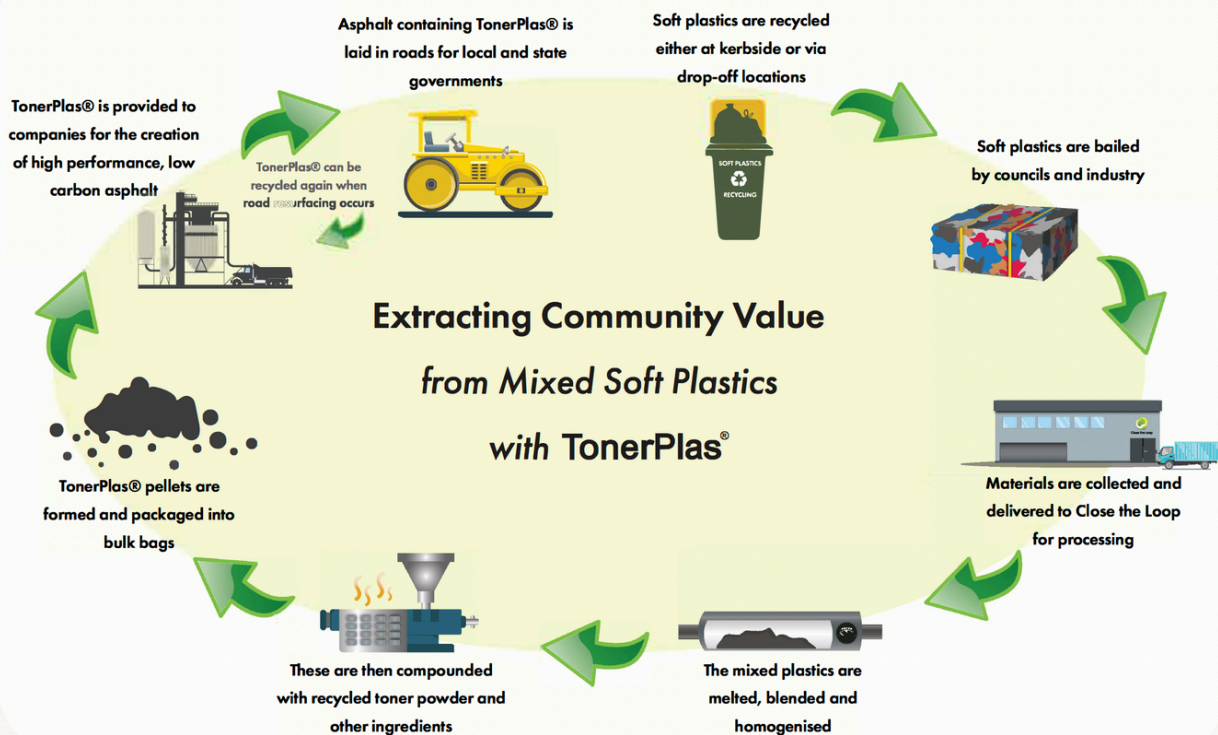 Asphalt containing TonerPlas® is
laid in roads for local and state
governments
Soft plastics are recycled
either at kerbside or via
drop-off locations
SOFT PLASTICS
RECYCLING
Soft plastics are bailed
by councils and industry
Close the Loop
Materials are collected and
delivered to Close the Loop
for processing
The mixed plastics are
melted, blended and
homogenised
These are then compounded
with recycled toner powder and
other ingredients
TonerPlas® pellets are
formed and packaged into
bulk bags
TonerPlas® is provided to
companies for the creation
of high performance, low
carbon asphalt
TonerPlas® can be
recycled again when
road resurfacing occurs
Extracting Community Value
from Mixed Soft Plastics
with TonerPlas®